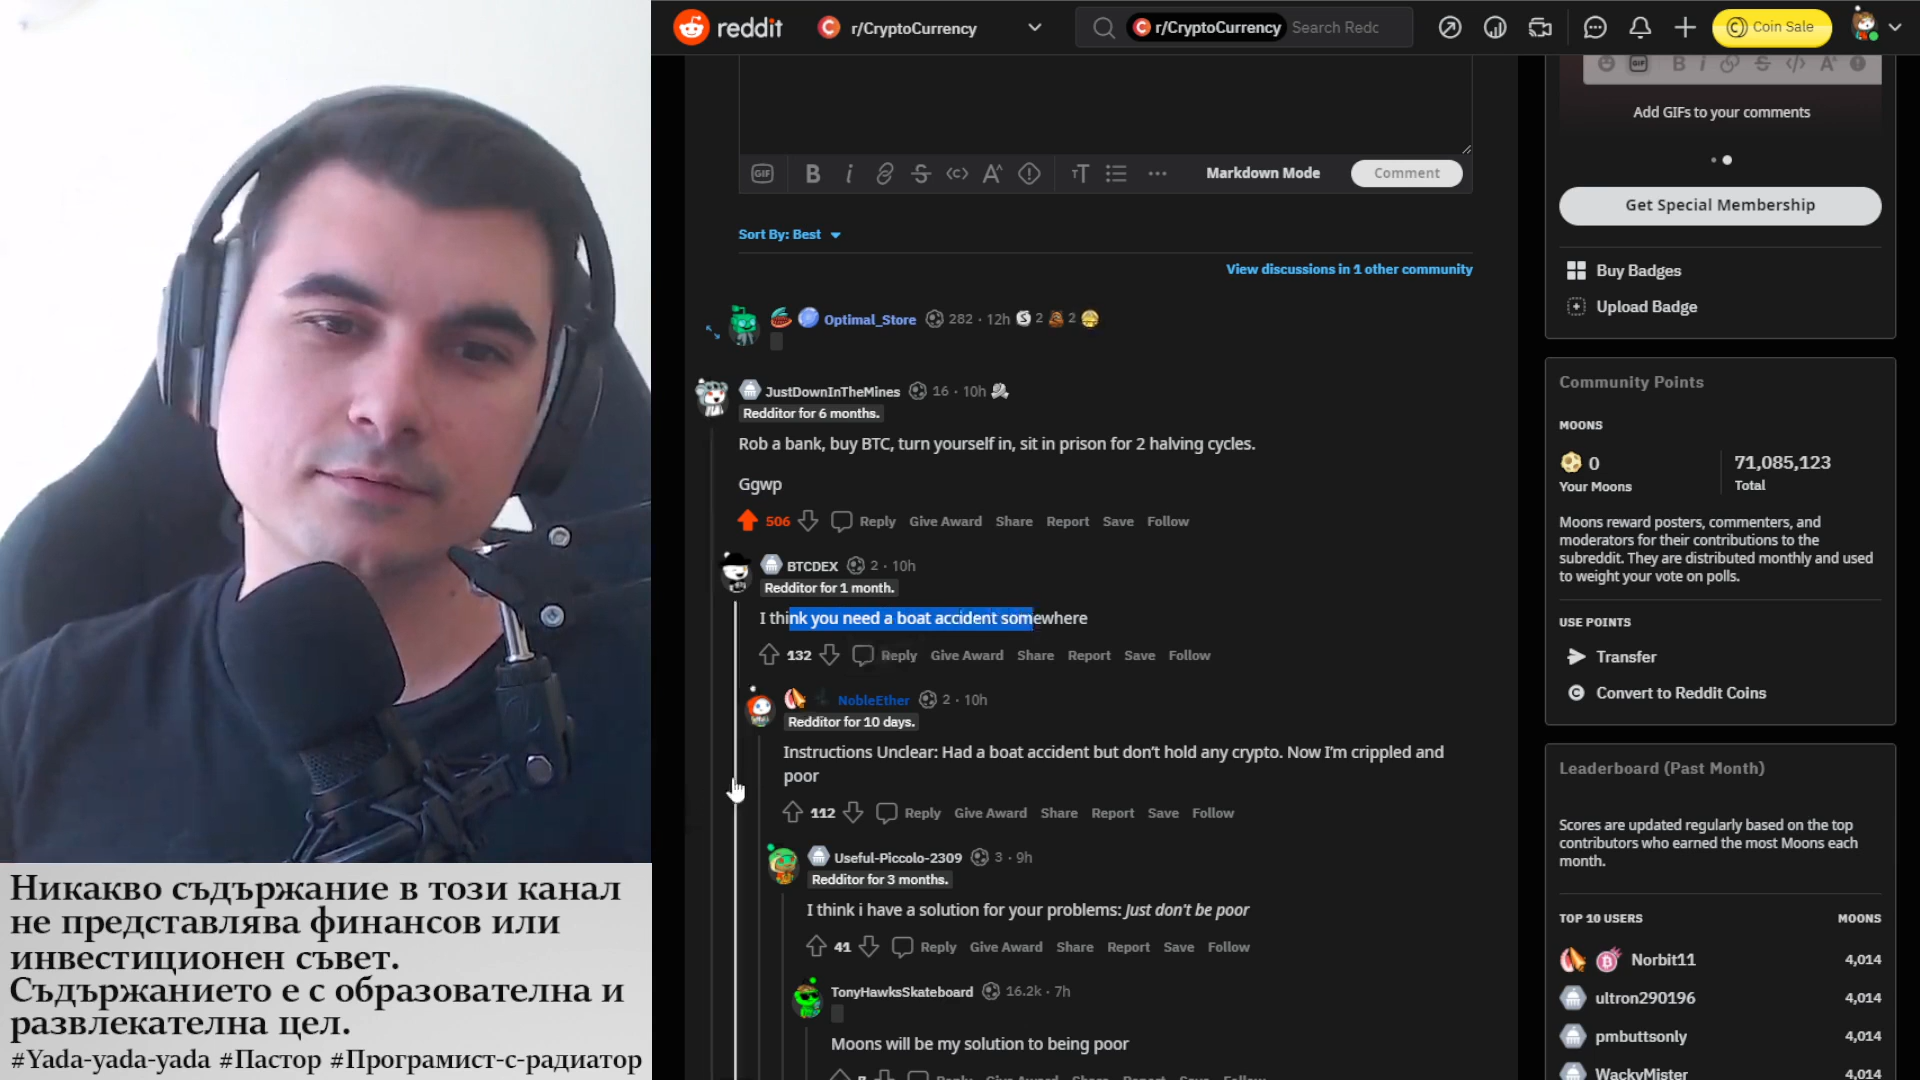 reddit
r/CryptoCurrency
r/CryptoCurrency Search Redc
Coin Sale
GIF B i
Add GIFs to your comments
GIF B i Markdown Mode Comment
Get Special Membership
Sort By: Best
View discussions in 1 other community
Buy Badges
Upload Badge
Optimal_Store 282 · 12h 2 2
JustDownInTheMines 16 · 10h
Redditor for 6 months.
Rob a bank, buy BTC, turn yourself in, sit in prison for 2 halving cycles.
Ggwp
506 Reply Give Award Share Report Save Follow
BTCDEX 2 · 10h
Redditor for 1 month.
I think you need a boat accident somewhere
132 Reply Give Award Share Report Save Follow
NobleEther 2 · 10h
Redditor for 10 days.
Instructions Unclear: Had a boat accident but don't hold any crypto. Now I'm crippled and
poor
112 Reply Give Award Share Report Save Follow
Useful-Piccolo-2309 3 · 9h
Redditor for 3 months.
I think i have a solution for your problems: Just don't be poor
41 Reply Give Award Share Report Save Follow
TonyHawksSkateboard 16.2k · 7h
Moons will be my solution to being poor
Community Points
MOONS
0 71,085,123
Your Moons Total
Moons reward posters, commenters, and
moderators for their contributions to the
subreddit. They are distributed monthly and used
to weight your vote on polls.
USE POINTS
Transfer
Convert to Reddit Coins
Leaderboard (Past Month)
Scores are updated regularly based on the top
contributors who earned the most Moons each
month.
TOP 10 USERS MOONS
Norbit11 4,014
ultron290196 4,014
pmbuttsonly 4,014
WackyMister 4,014
Никакво съдържание в този канал
не представлява финансов или
инвестиционен съвет.
Съдържанието е с образователна и
развлекателна цел.
#Yada-yada-yada #Пастор #Програмист-с-радиатор